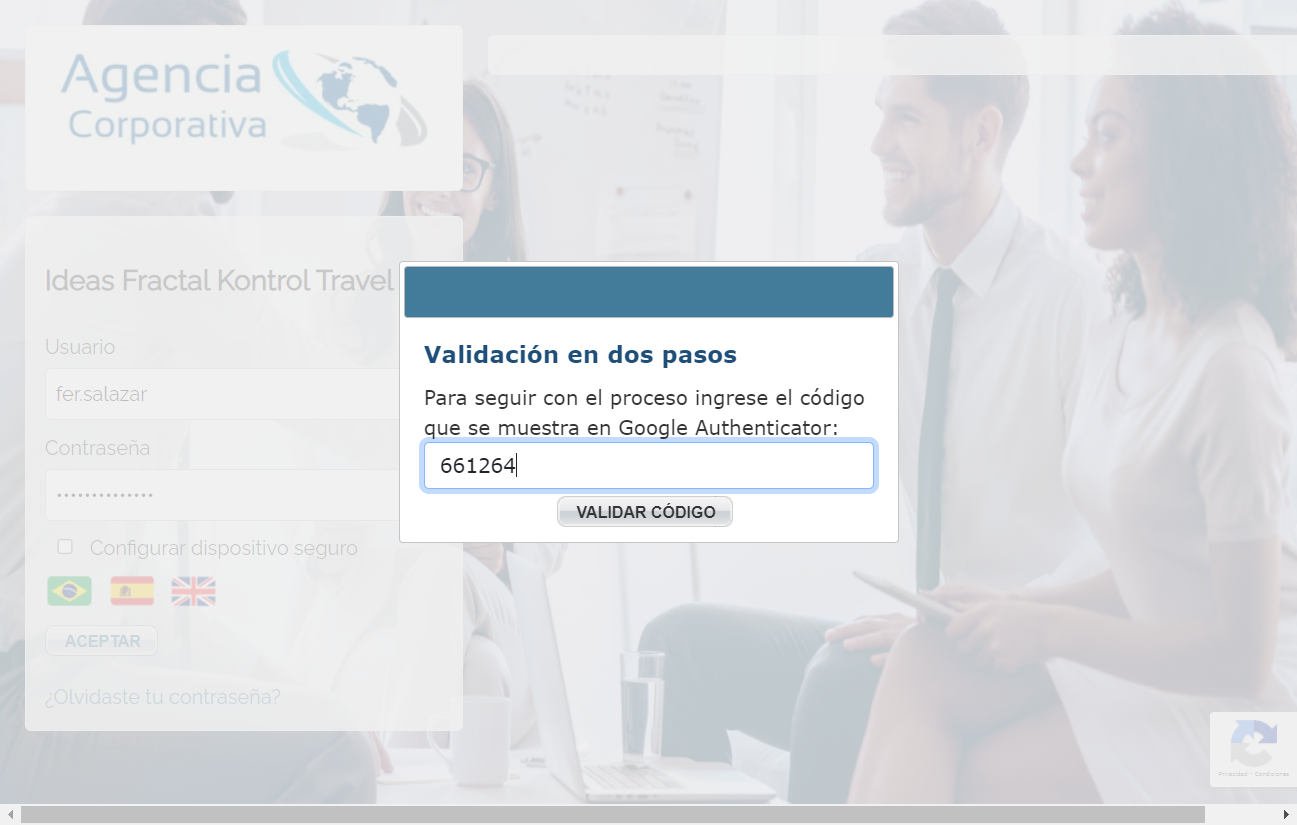 Agencia
Corporativa
Ideas Fractal Kontrol Travel
Usuario
fer.salazar
Contraseña
••••••••••••••
Configurar dispositivo seguro
ACEPTAR
¿Olvidaste tu contraseña?
Validación en dos pasos
Para seguir con el proceso ingrese el código
que se muestra en Google Authenticator:
661264
VALIDAR CÓDIGO
Privacidad - Condiciones